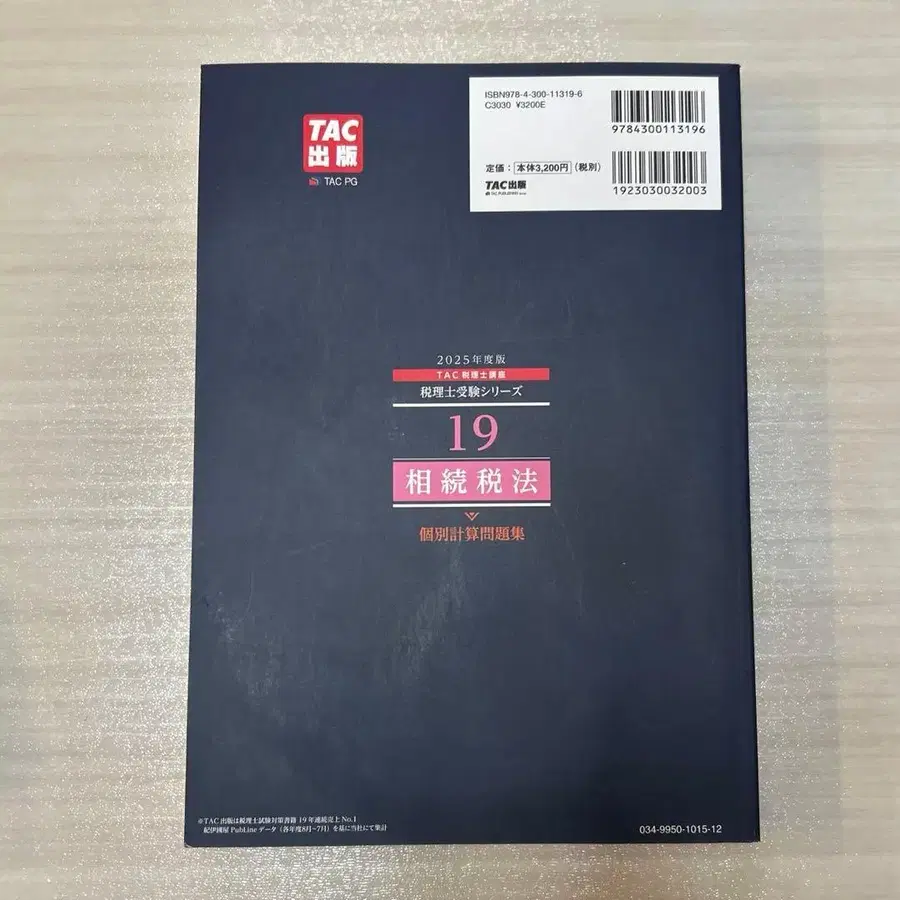 TAC
出版
TAC PG
ISBN978-4-300-11319-6
C3030 ¥3200E
9784300113196
定価：本体3,200円（税別）
TAC出版
1923030032003
2025年度版
TAC税理士講座
税理士受験シリーズ
19
相続税法
個別計算問題集
※TAC出版は税理士試験対策書籍 19年連続売上No.1
紀伊國屋PubLineデータ（各年度8月～7月）を基に当社にて集計
034-9950-1015-12